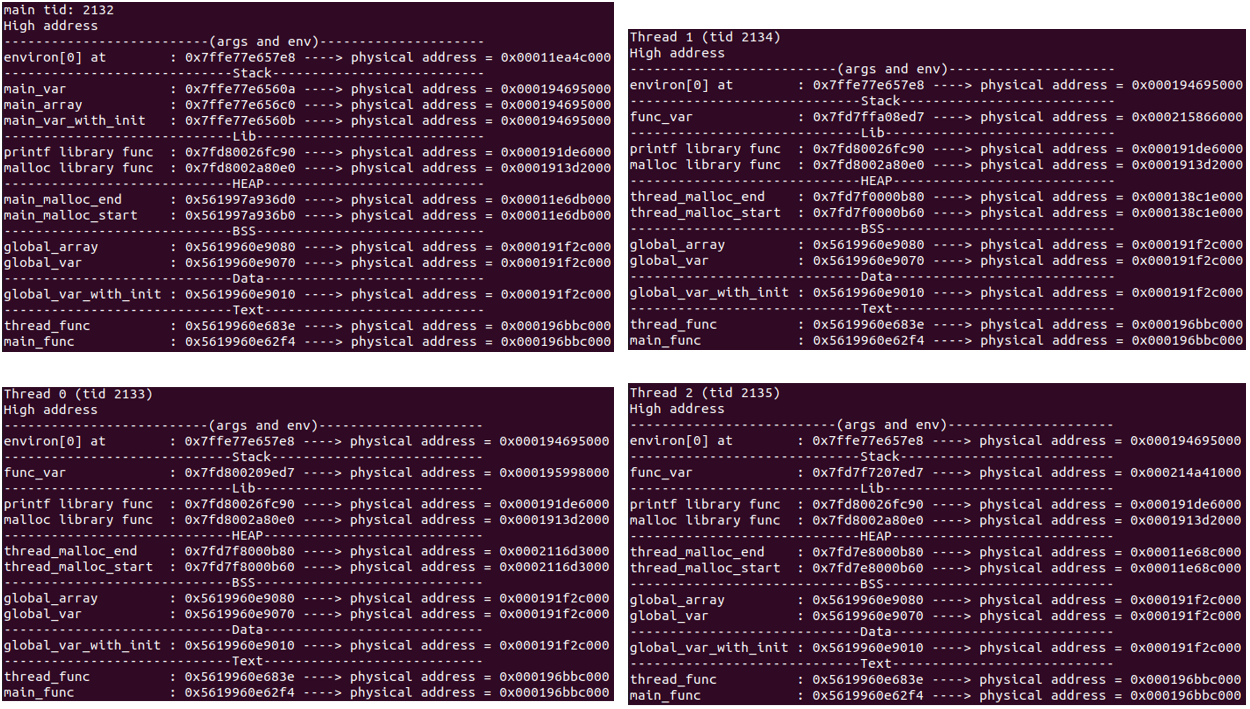 main tid: 2132
High address
--------------------------(args and env)---------------------
environ[0] at        : 0x7ffe77e657e8 ----> physical address = 0x00011ea4c000
-----------------------------Stack---------------------------
main_var             : 0x7ffe77e6560a ----> physical address = 0x000194695000
main_array           : 0x7ffe77e656c0 ----> physical address = 0x000194695000
main_var_with_init   : 0x7ffe77e6560b ----> physical address = 0x000194695000
-----------------------------Lib-----------------------------
printf library func  : 0x7fd80026fc90 ----> physical address = 0x000191de6000
malloc library func  : 0x7fd8002a80e0 ----> physical address = 0x0001913d2000
-----------------------------HEAP----------------------------
main_malloc_end      : 0x561997a936d0 ----> physical address = 0x00011e6db000
main_malloc_start    : 0x561997a936b0 ----> physical address = 0x00011e6db000
-----------------------------BSS-----------------------------
global_array         : 0x5619960e9080 ----> physical address = 0x000191f2c000
global_var           : 0x5619960e9070 ----> physical address = 0x000191f2c000
-----------------------------Data----------------------------
global_var_with_init : 0x5619960e9010 ----> physical address = 0x000191f2c000
-----------------------------Text----------------------------
thread_func          : 0x5619960e683e ----> physical address = 0x000196bbc000
main_func            : 0x5619960e62f4 ----> physical address = 0x000196bbc000
Thread 1 (tid 2134)
High address
--------------------------(args and env)---------------------
environ[0] at        : 0x7ffe77e657e8 ----> physical address = 0x000194695000
-----------------------------Stack---------------------------
func_var             : 0x7fd7ffa08ed7 ----> physical address = 0x000215866000
-----------------------------Lib-----------------------------
printf library func  : 0x7fd80026fc90 ----> physical address = 0x000191de6000
malloc library func  : 0x7fd8002a80e0 ----> physical address = 0x0001913d2000
-----------------------------HEAP----------------------------
thread_malloc_end    : 0x7fd7f0000b80 ----> physical address = 0x000138c1e000
thread_malloc_start  : 0x7fd7f0000b60 ----> physical address = 0x000138c1e000
-----------------------------BSS-----------------------------
global_array         : 0x5619960e9080 ----> physical address = 0x000191f2c000
global_var           : 0x5619960e9070 ----> physical address = 0x000191f2c000
-----------------------------Data----------------------------
global_var_with_init : 0x5619960e9010 ----> physical address = 0x000191f2c000
-----------------------------Text----------------------------
thread_func          : 0x5619960e683e ----> physical address = 0x000196bbc000
main_func            : 0x5619960e62f4 ----> physical address = 0x000196bbc000
Thread 0 (tid 2133)
High address
--------------------------(args and env)---------------------
environ[0] at        : 0x7ffe77e657e8 ----> physical address = 0x000194695000
-----------------------------Stack---------------------------
func_var             : 0x7fd800209ed7 ----> physical address = 0x000195998000
-----------------------------Lib-----------------------------
printf library func  : 0x7fd80026fc90 ----> physical address = 0x000191de6000
malloc library func  : 0x7fd8002a80e0 ----> physical address = 0x0001913d2000
-----------------------------HEAP----------------------------
thread_malloc_end    : 0x7fd7f8000b80 ----> physical address = 0x0002116d3000
thread_malloc_start  : 0x7fd7f8000b60 ----> physical address = 0x0002116d3000
-----------------------------BSS-----------------------------
global_array         : 0x5619960e9080 ----> physical address = 0x000191f2c000
global_var           : 0x5619960e9070 ----> physical address = 0x000191f2c000
-----------------------------Data----------------------------
global_var_with_init : 0x5619960e9010 ----> physical address = 0x000191f2c000
-----------------------------Text----------------------------
thread_func          : 0x5619960e683e ----> physical address = 0x000196bbc000
main_func            : 0x5619960e62f4 ----> physical address = 0x000196bbc000
Thread 2 (tid 2135)
High address
--------------------------(args and env)---------------------
environ[0] at        : 0x7ffe77e657e8 ----> physical address = 0x000194695000
-----------------------------Stack---------------------------
func_var             : 0x7fd7f7207ed7 ----> physical address = 0x000214a41000
-----------------------------Lib-----------------------------
printf library func  : 0x7fd80026fc90 ----> physical address = 0x000191de6000
malloc library func  : 0x7fd8002a80e0 ----> physical address = 0x0001913d2000
-----------------------------HEAP----------------------------
thread_malloc_end    : 0x7fd7e8000b80 ----> physical address = 0x00011e68c000
thread_malloc_start  : 0x7fd7e8000b60 ----> physical address = 0x00011e68c000
-----------------------------BSS-----------------------------
global_array         : 0x5619960e9080 ----> physical address = 0x000191f2c000
global_var           : 0x5619960e9070 ----> physical address = 0x000191f2c000
-----------------------------Data----------------------------
global_var_with_init : 0x5619960e9010 ----> physical address = 0x000191f2c000
-----------------------------Text----------------------------
thread_func          : 0x5619960e683e ----> physical address = 0x000196bbc000
main_func            : 0x5619960e62f4 ----> physical address = 0x000196bbc000